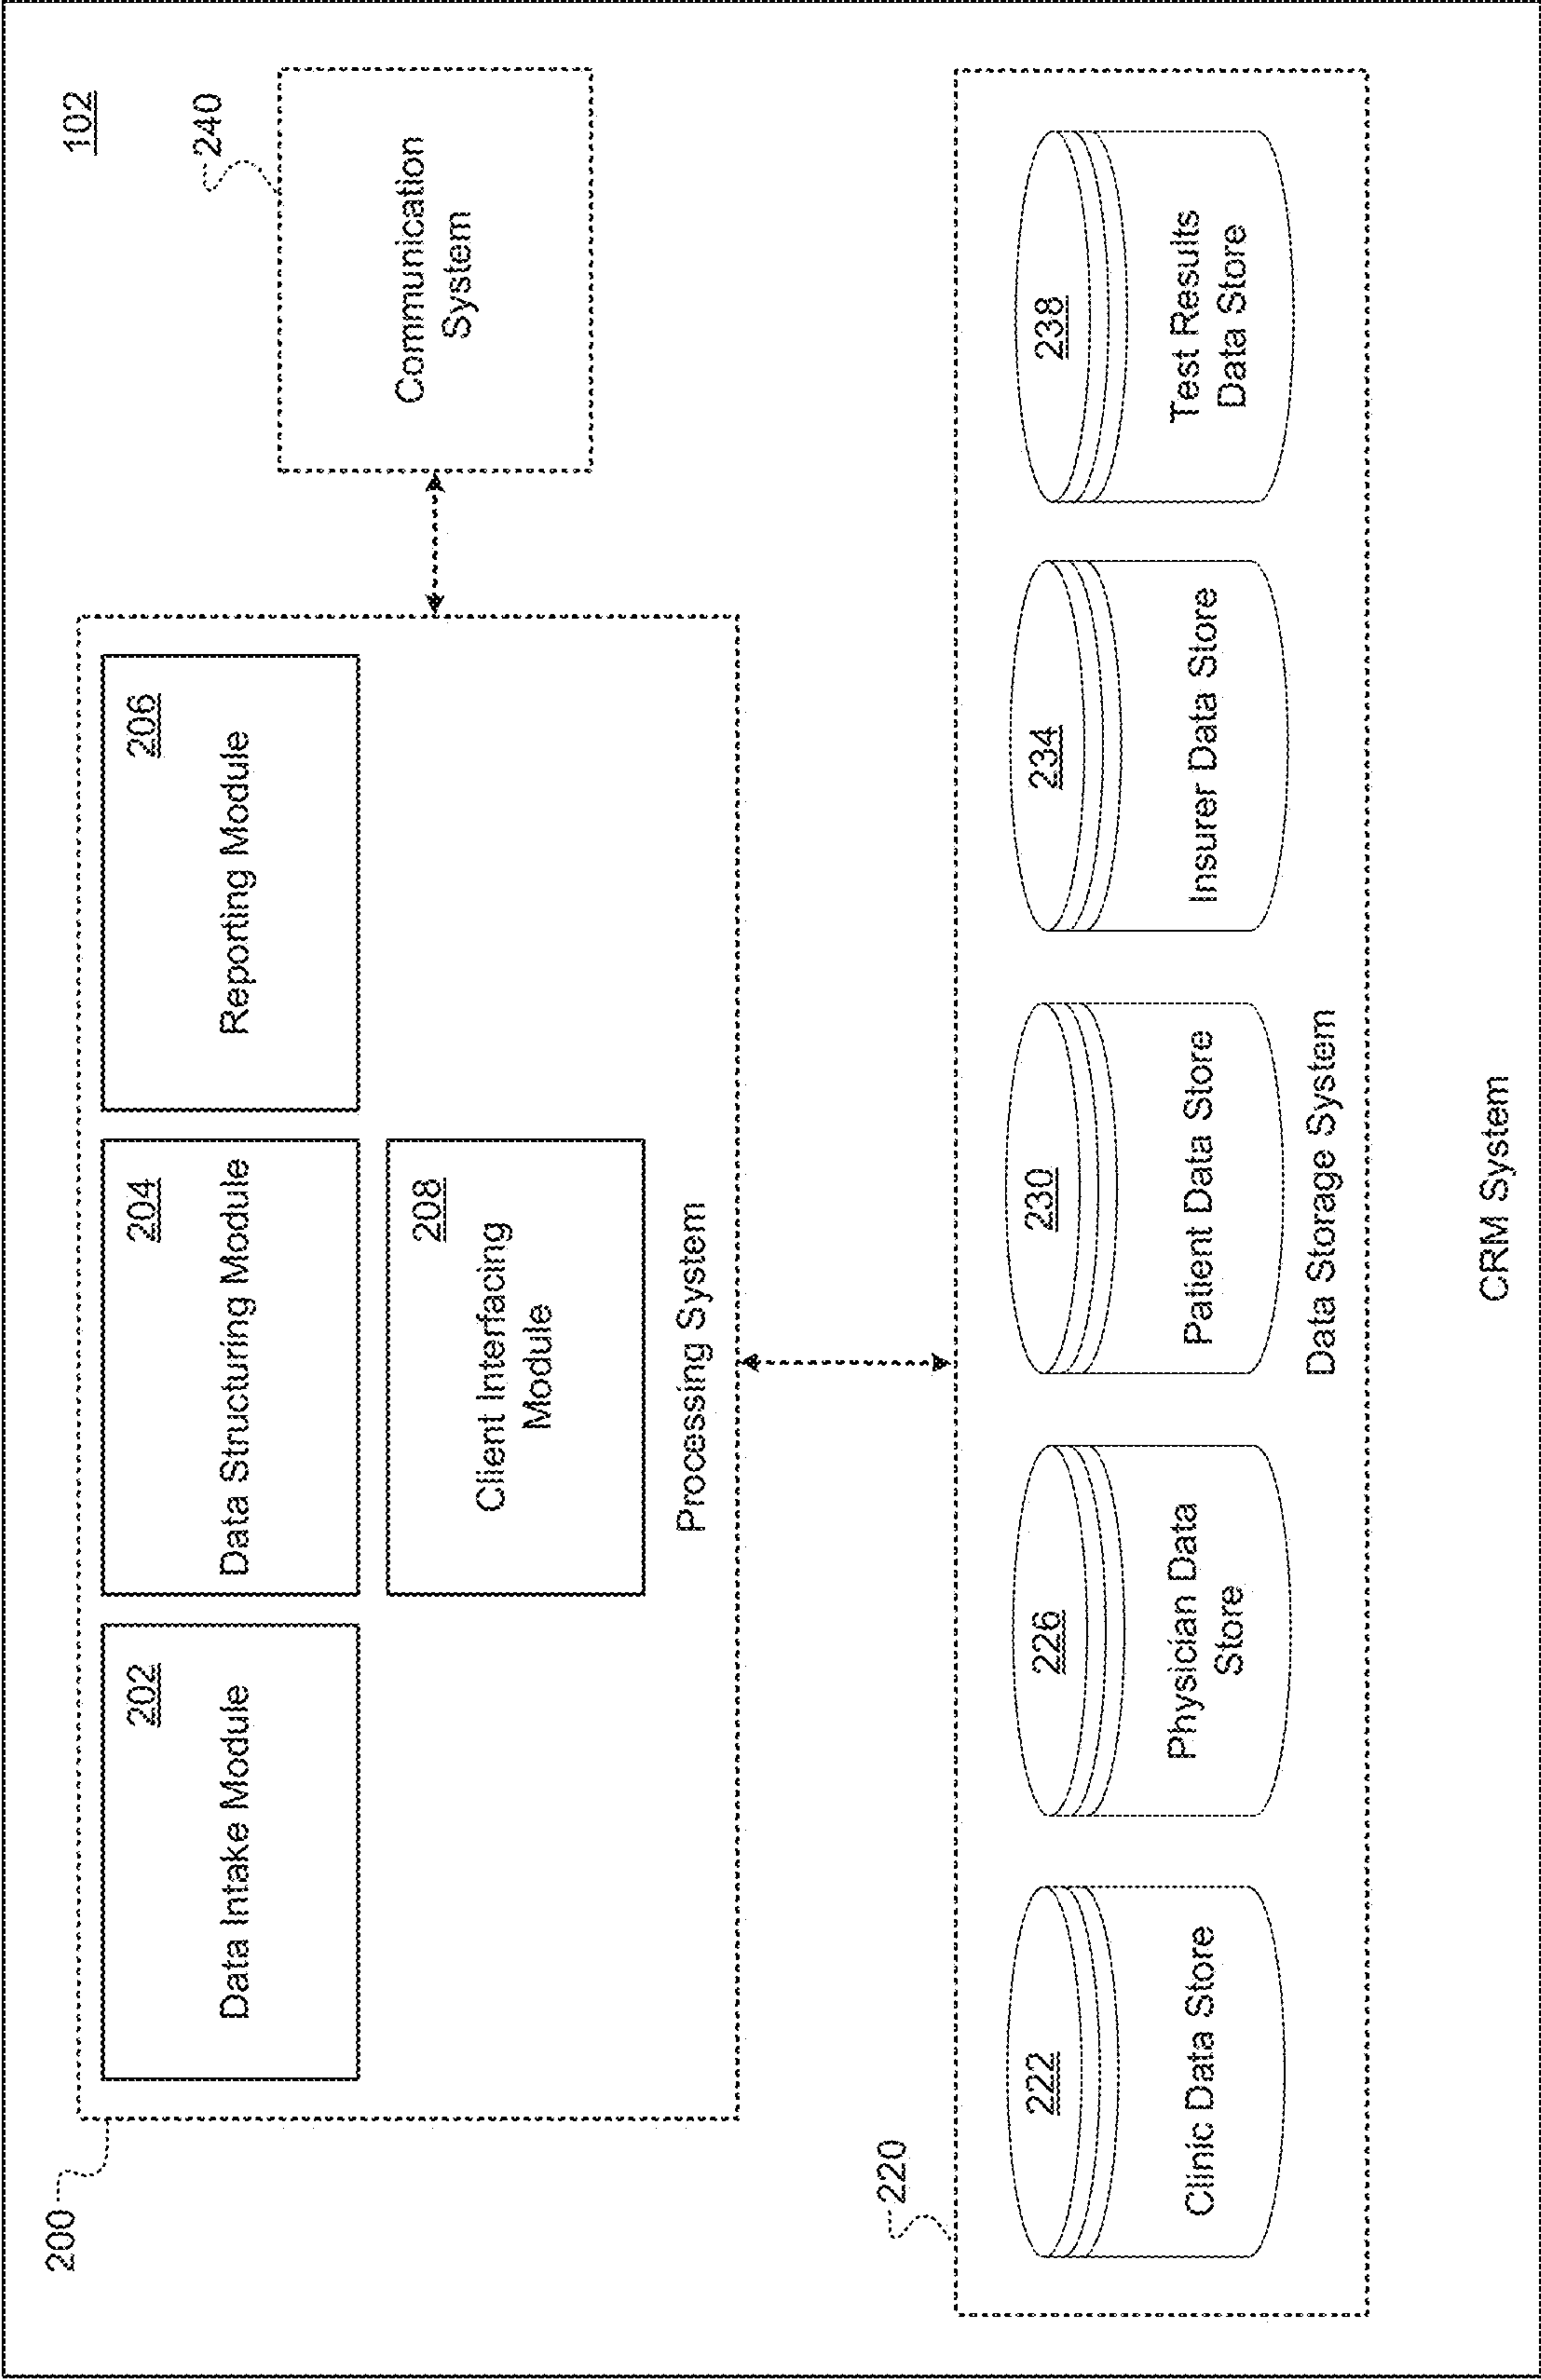 102
200
202
Data Intake Module
204
Data Structuring Module
206
Reporting Module
208
Client Interfacing
Module
Processing System
240
Communication
System
220
222
Clinic Data Store
226
Physician Data
Store
230
Patient Data Store
234
Insurer Data Store
238
Test Results
Data Store
Data Storage System
CRM System